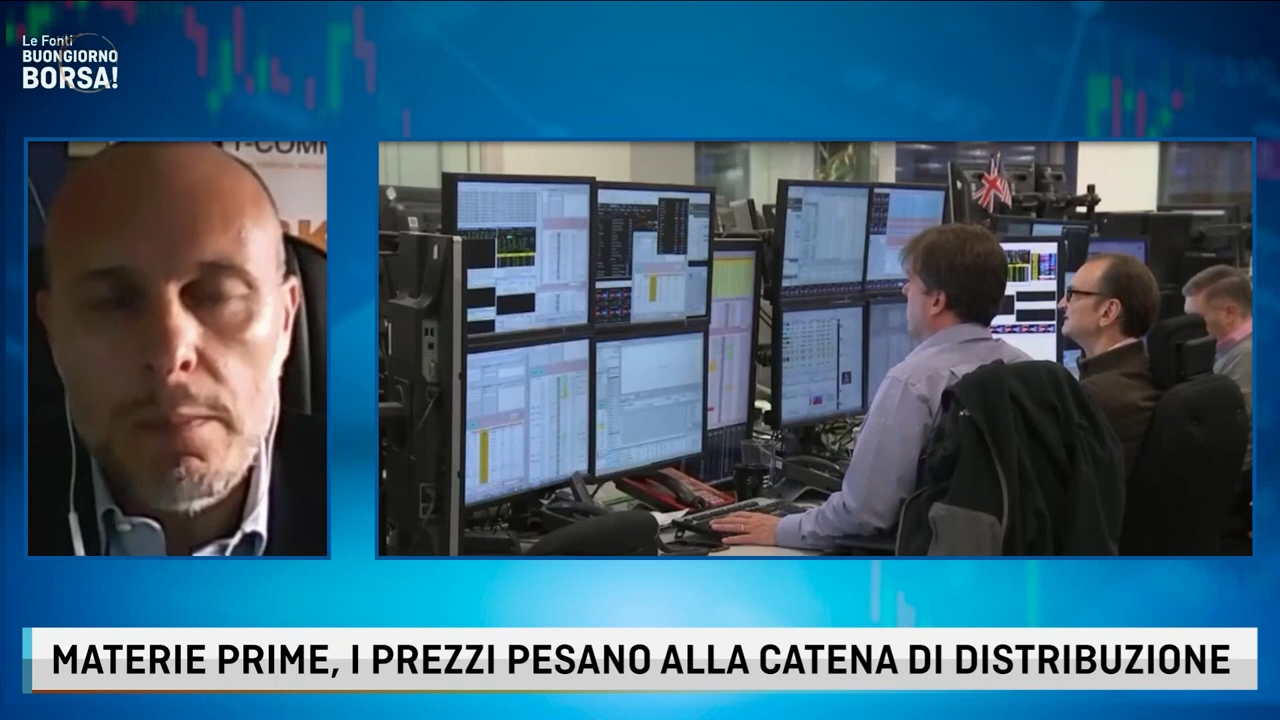 Le Fonti
BUONGIORNO
BORSA!
MATERIE PRIME, I PREZZI PESANO ALLA CATENA DI DISTRIBUZIONE